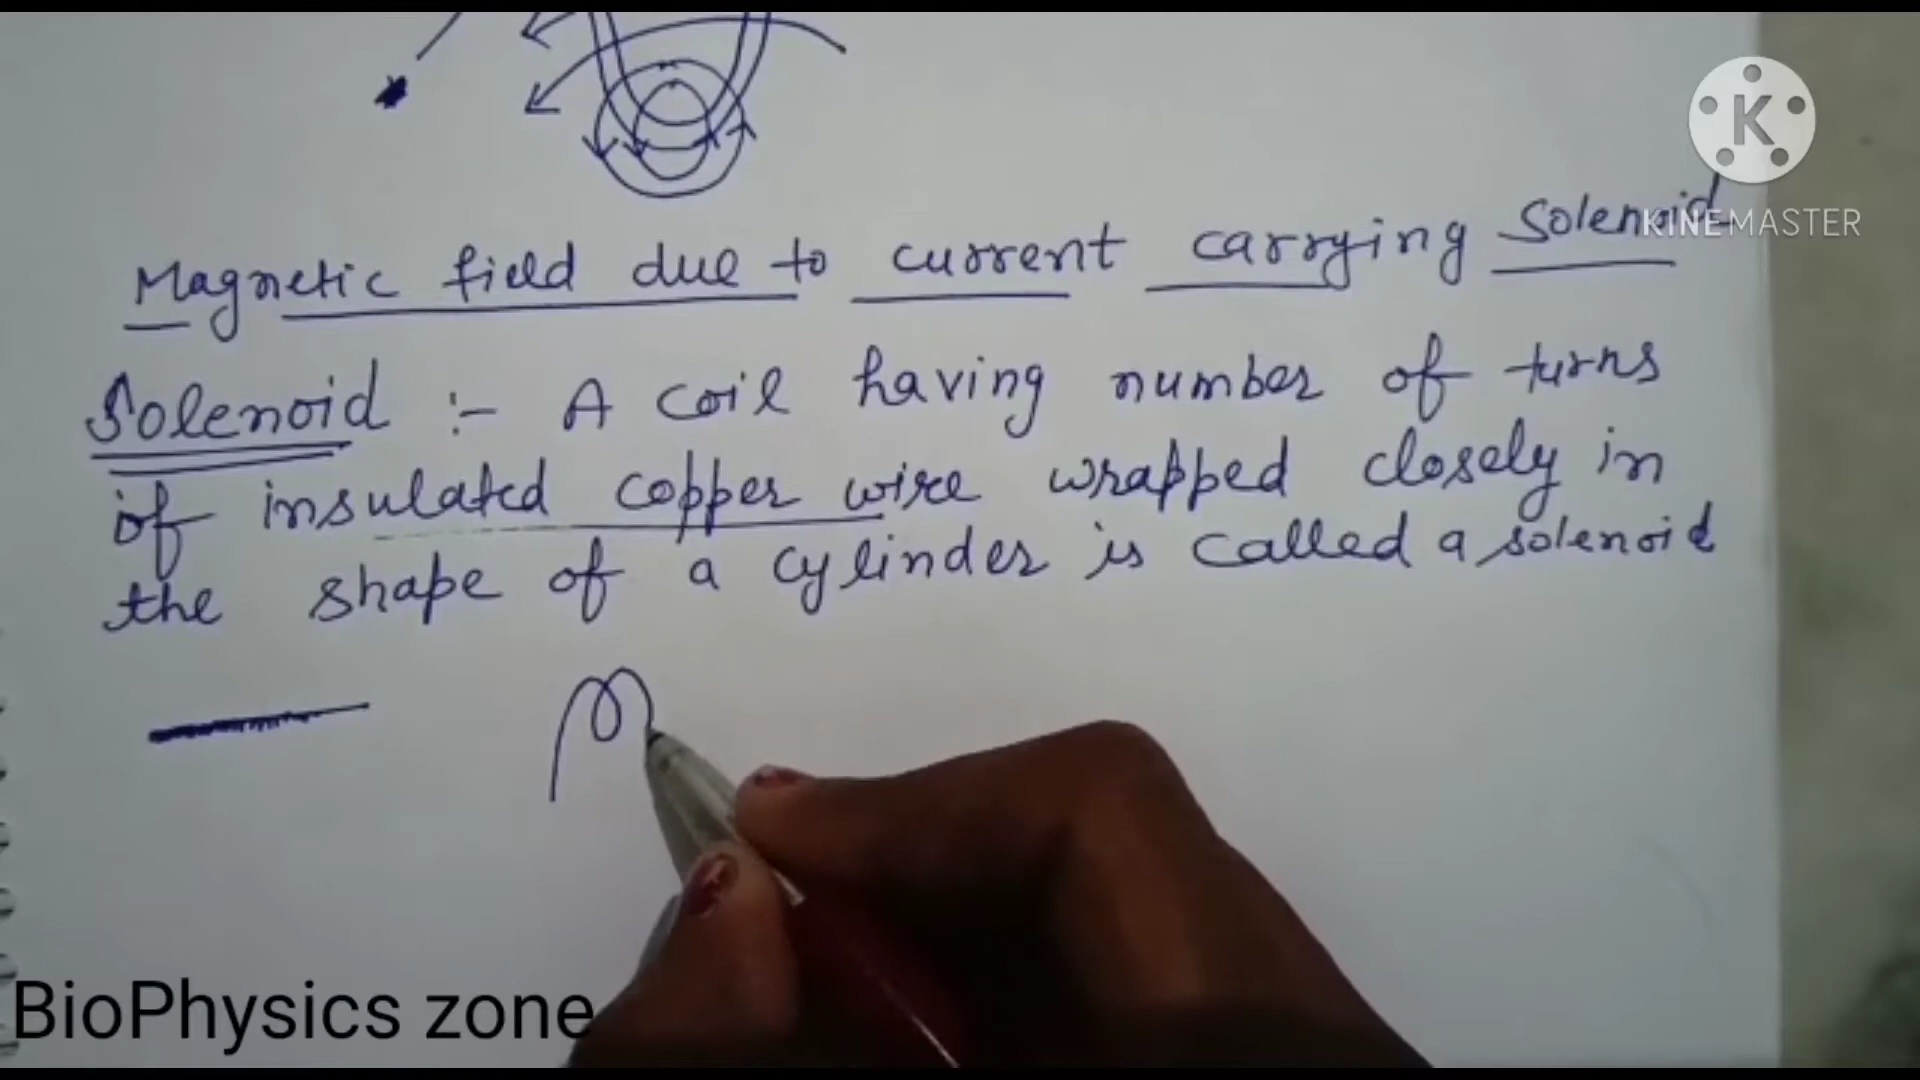 K
KINEMASTER
Magnetic field due to current carrying Solenoid
Solenoid :- A coil having number of turns
of insulated copper wire wrapped closely in
the shape of a cylinder is called a solenoid
BioPhysics zone